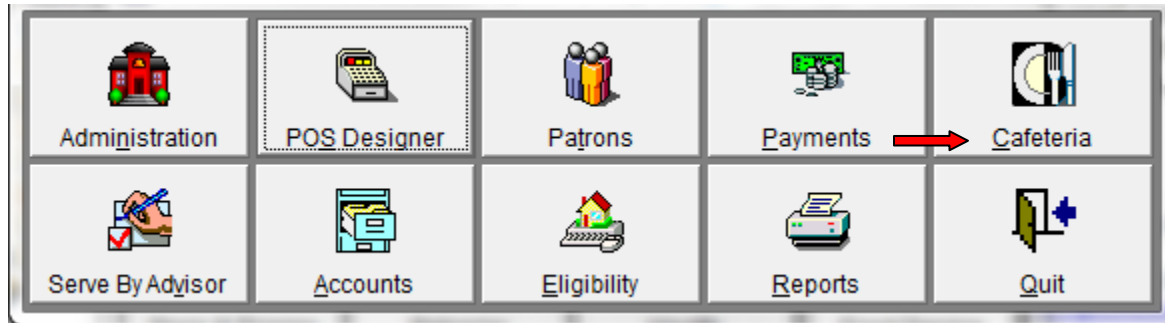 Administration
POS Designer
Patrons
Payments
Cafeteria
Serve By Advisor
Accounts
Eligibility
Reports
Quit